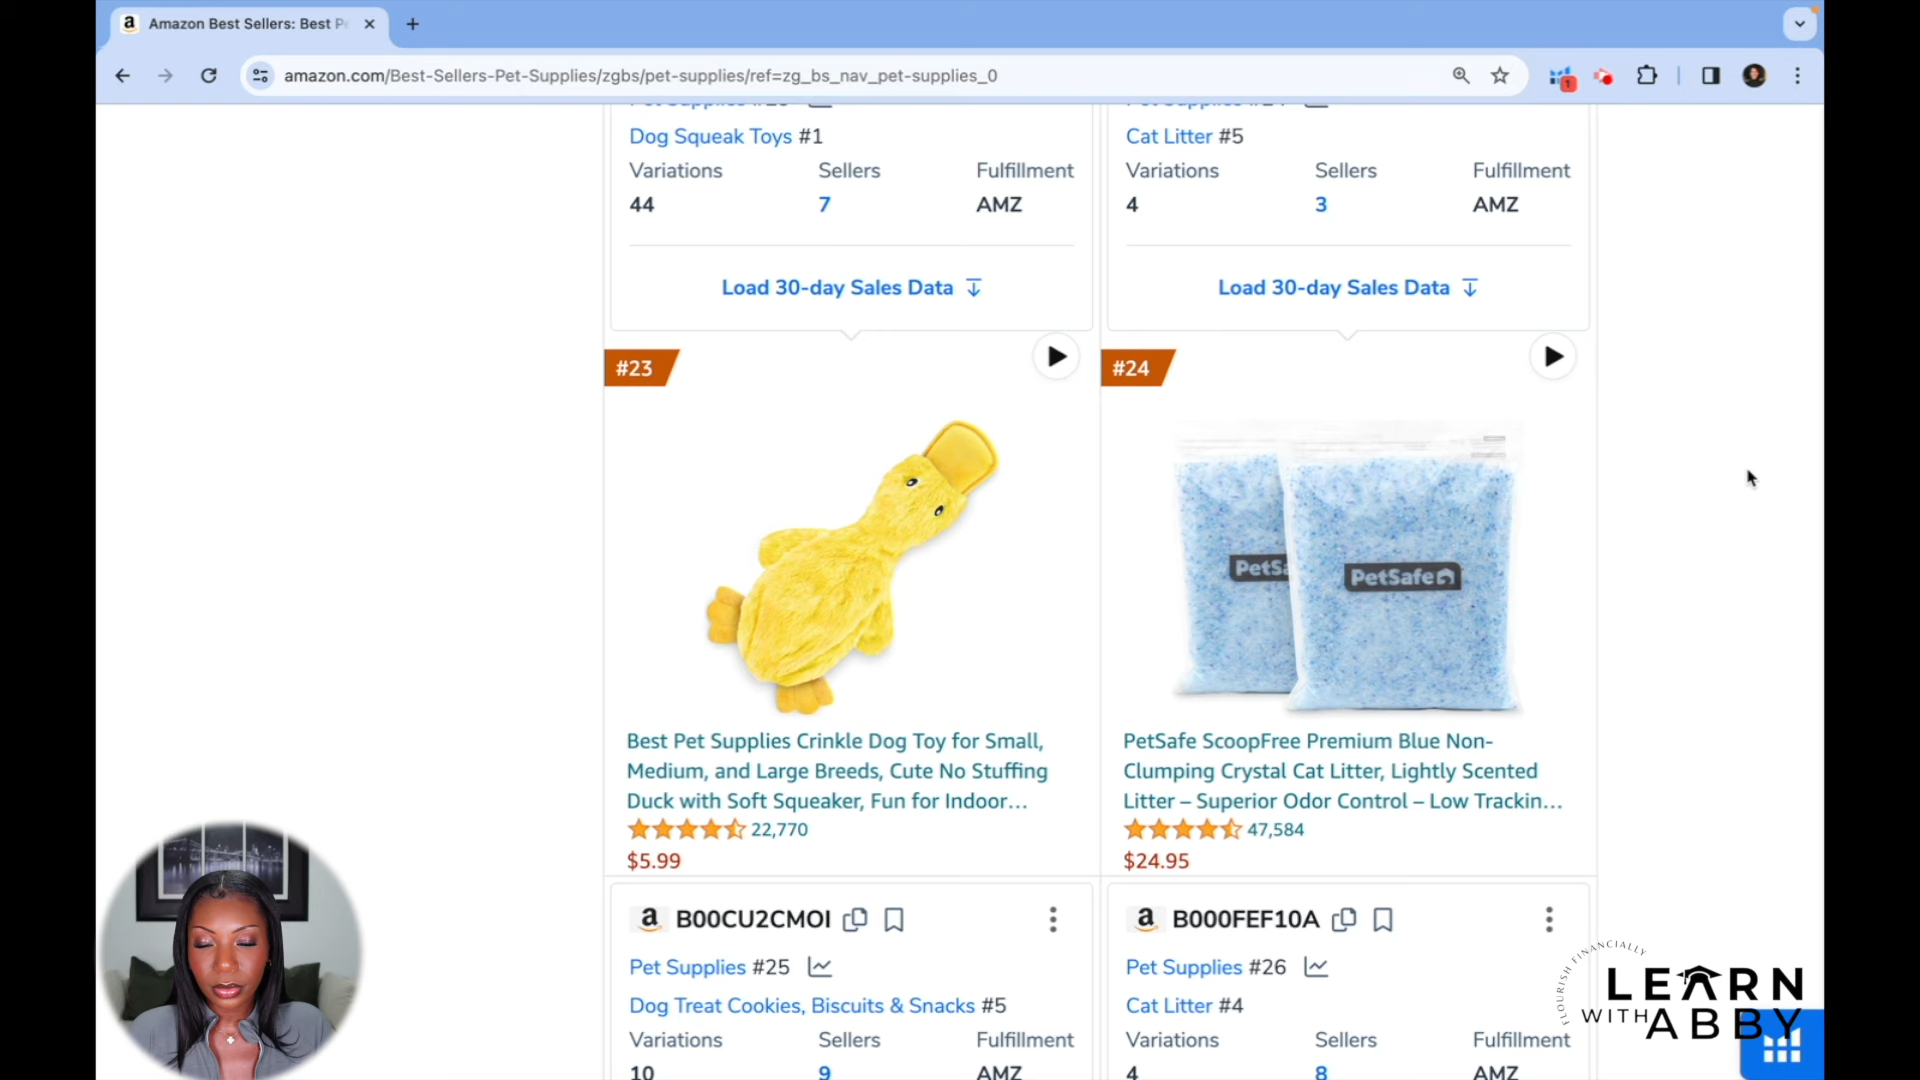 Amazon Best Sellers: Best P
amazon.com/Best-Sellers-Pet-Supplies/zgbs/pet-supplies/ref=zg_bs_nav_pet-supplies_0
1
Dog Squeak Toys #1
Variations Sellers Fulfillment
44 7 AMZ
Load 30-day Sales Data
Cat Litter #5
Variations Sellers Fulfillment
4 3 AMZ
Load 30-day Sales Data
#23
Best Pet Supplies Crinkle Dog Toy for Small,
Medium, and Large Breeds, Cute No Stuffing
Duck with Soft Squeaker, Fun for Indoor…
22,770
$5.99
#24
PetSafe
PetSafe ScoopFree Premium Blue Non-
Clumping Crystal Cat Litter, Lightly Scented
Litter – Superior Odor Control – Low Trackin…
47,584
$24.95
B00CU2CMOI
Pet Supplies #25
Dog Treat Cookies, Biscuits & Snacks #5
Variations Sellers Fulfillment
10 9 AMZ
B000FEF10A
Pet Supplies #26
Cat Litter #4
Variations Sellers Fulfillment
4 8 AMZ
FLOURISH FINANCIALLY
LEARN
WITH ABBY